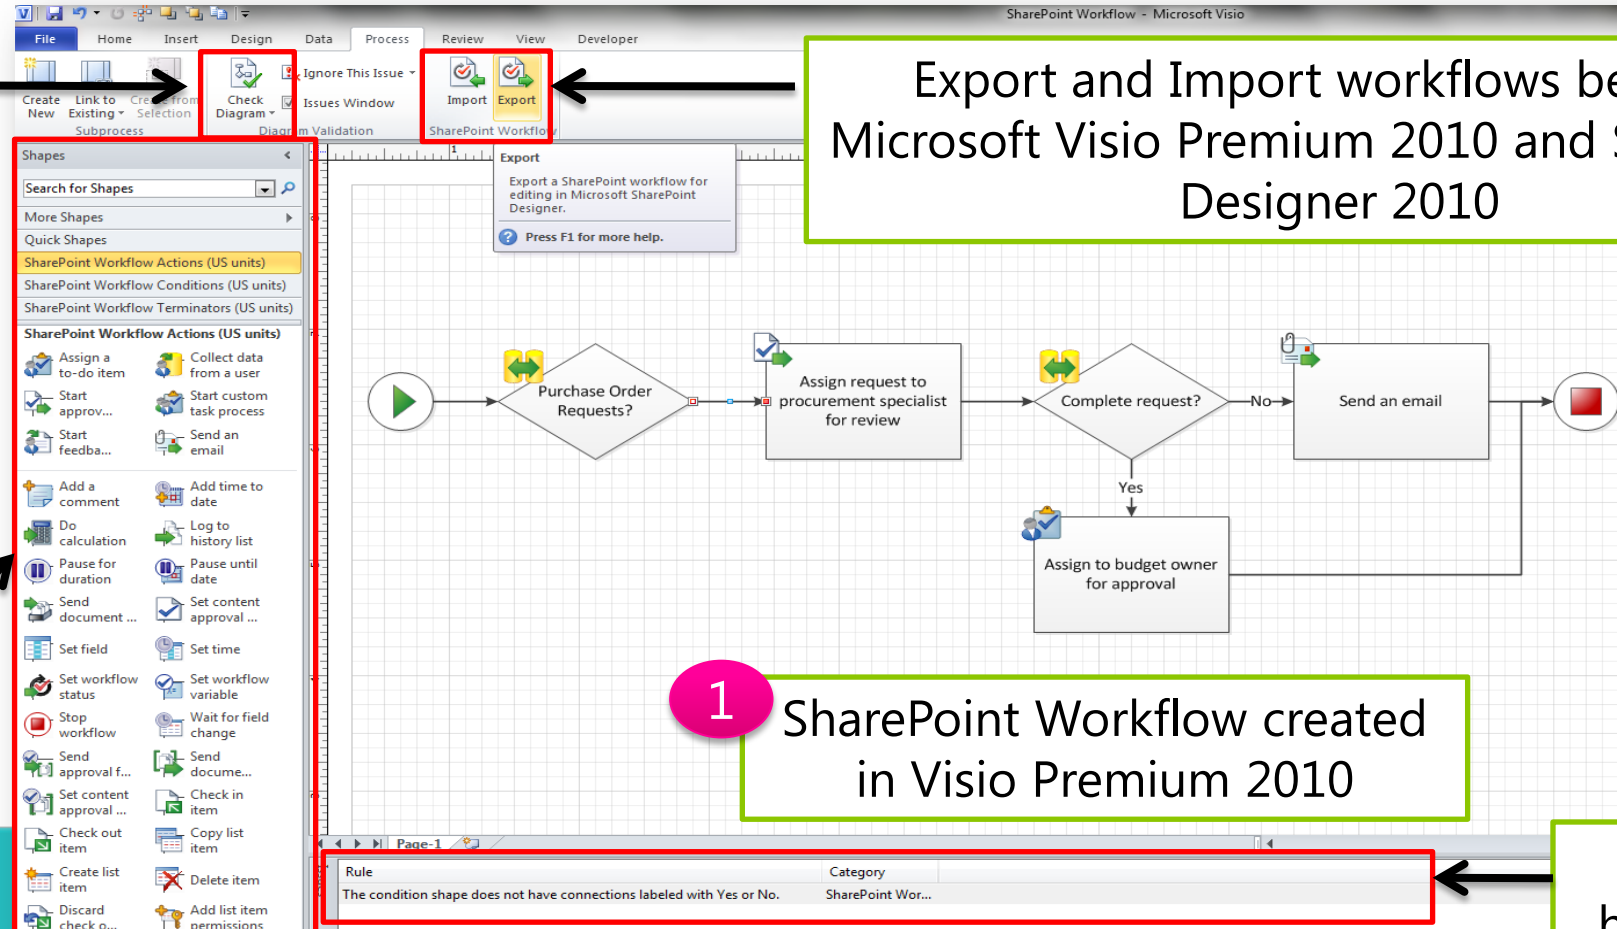 SharePoint Workflow - Microsoft Visio
File Home Insert Design Data Process Review View Developer
Create New
Link to Existing
Create from Selection
Subprocess
Check Diagram
Ignore This Issue
Issues Window
Diagram Validation
Import Export
SharePoint Workflow
Export
Export a SharePoint workflow for
editing in Microsoft SharePoint
Designer.
Press F1 for more help.
Export and Import workflows be
Microsoft Visio Premium 2010 and S
Designer 2010
Shapes
Search for Shapes
More Shapes
Quick Shapes
SharePoint Workflow Actions (US units)
SharePoint Workflow Conditions (US units)
SharePoint Workflow Terminators (US units)
SharePoint Workflow Actions (US units)
Assign a to-do item
Collect data from a user
Start approv...
Start custom task process
Start feedba...
Send an email
Add a comment
Add time to date
Do calculation
Log to history list
Pause for duration
Pause until date
Send document ...
Set content approval ...
Set field
Set time
Set workflow status
Set workflow variable
Stop workflow
Wait for field change
Send approval f...
Send docume...
Set content approval ...
Check in item
Check out item
Copy list item
Create list item
Delete item
Discard check o...
Add list item permissions
Purchase Order
Requests?
Assign request to
procurement specialist
for review
Complete request?
No
Send an email
Yes
Assign to budget owner
for approval
1
SharePoint Workflow created
in Visio Premium 2010
Page-1
Rule Category
The condition shape does not have connections labeled with Yes or No. SharePoint Wor...